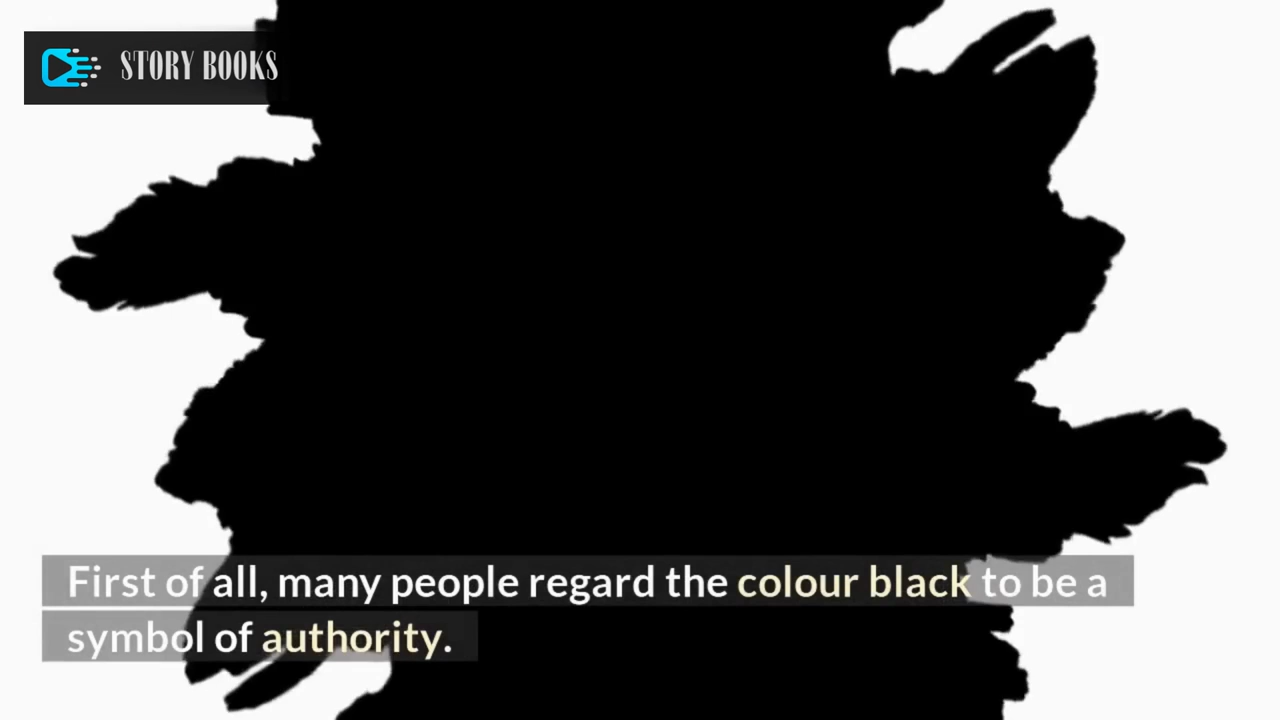 STORY BOOKS
First of all, many people regard the colour black to be a
symbol of authority.